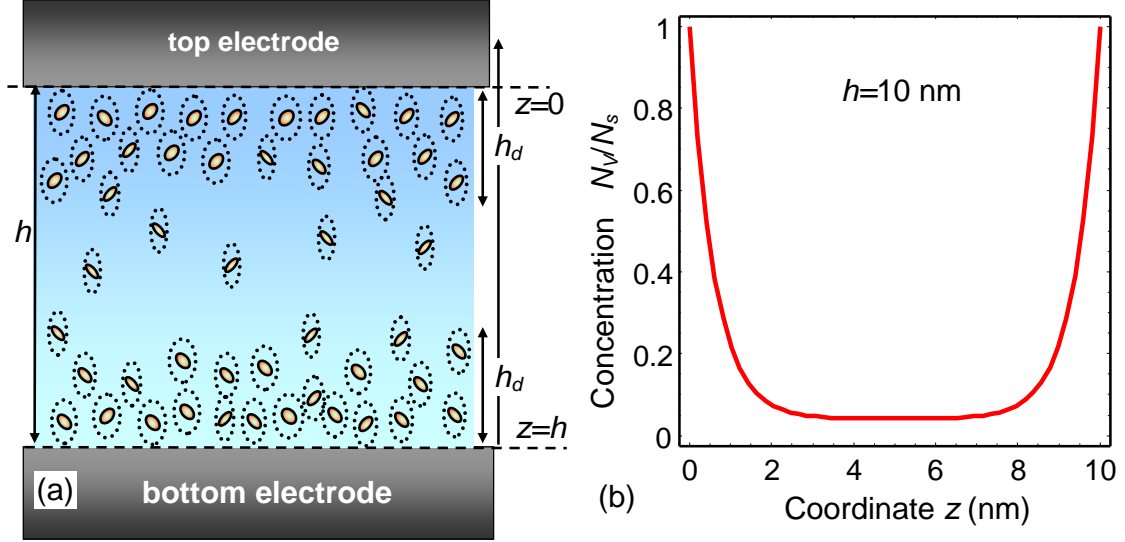 top electrode
z=0
h_d
h
h_d
z=h
(a)
bottom electrode
h=10 nm
Concentration N_V/N_s
1
0.8
0.6
0.4
0.2
0
0 2 4 6 8 10
Coordinate z (nm)
(b)